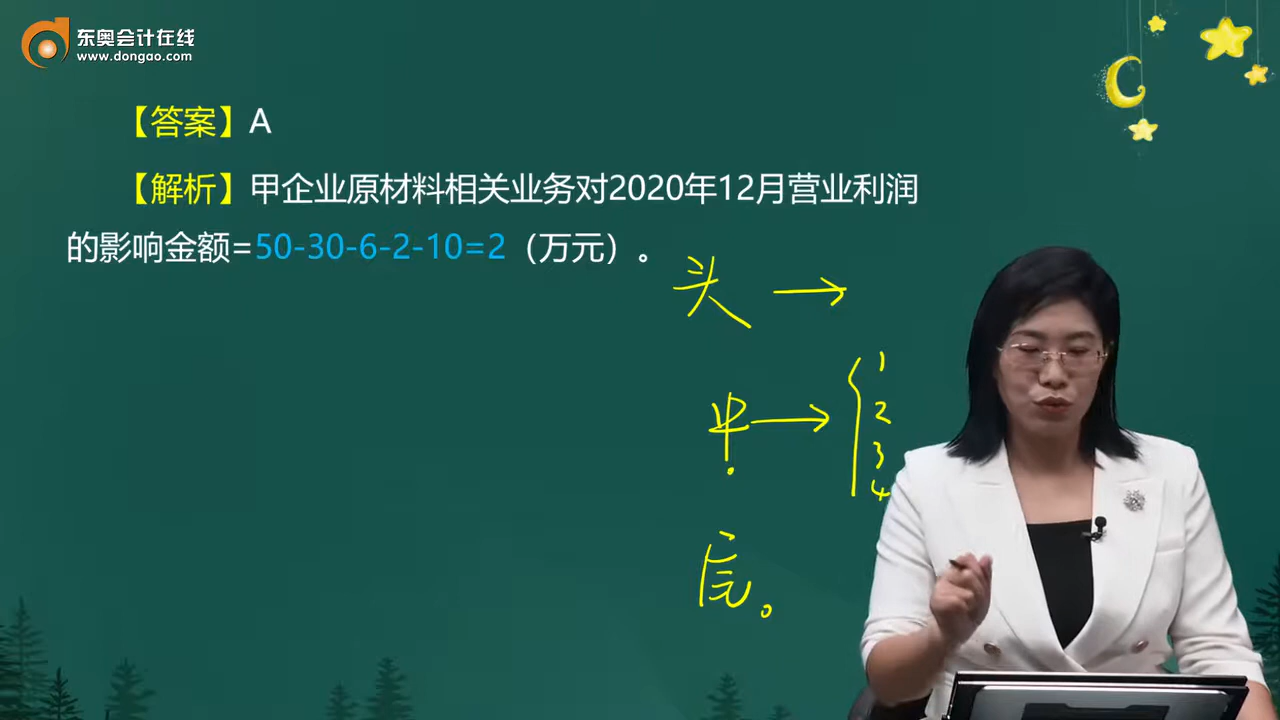 东奥会计在线
www.dongao.com
【答案】A
【解析】甲企业原材料相关业务对2020年12月营业利润
的影响金额=50-30-6-2-10=2（万元）。
头 →
中 → { 1
2
3
4
尾。